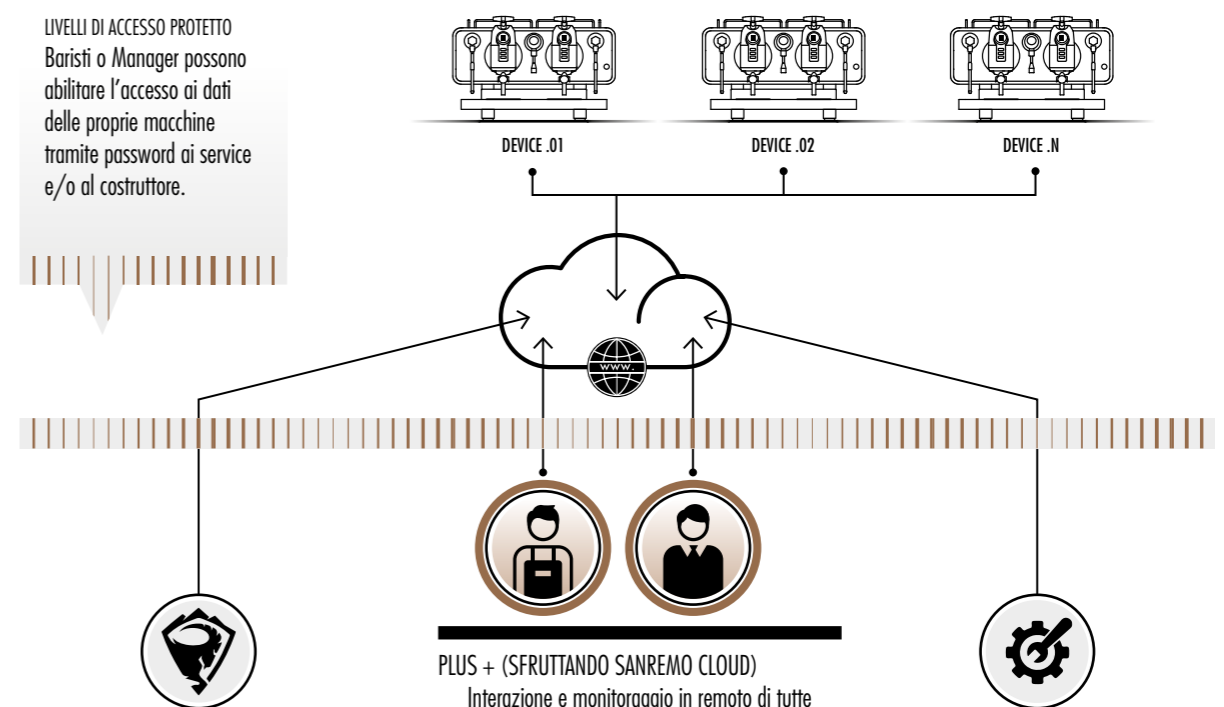 LIVELLI DI ACCESSO PROTETTO
Baristi o Manager possono
abilitare l’accesso ai dati
delle proprie macchine
tramite password ai service
e/o al costruttore.
DEVICE .01
DEVICE .02
DEVICE .N
www.
PLUS + (SFRUTTANDO SANREMO CLOUD)
Interazione e monitoraggio in remoto di tutte